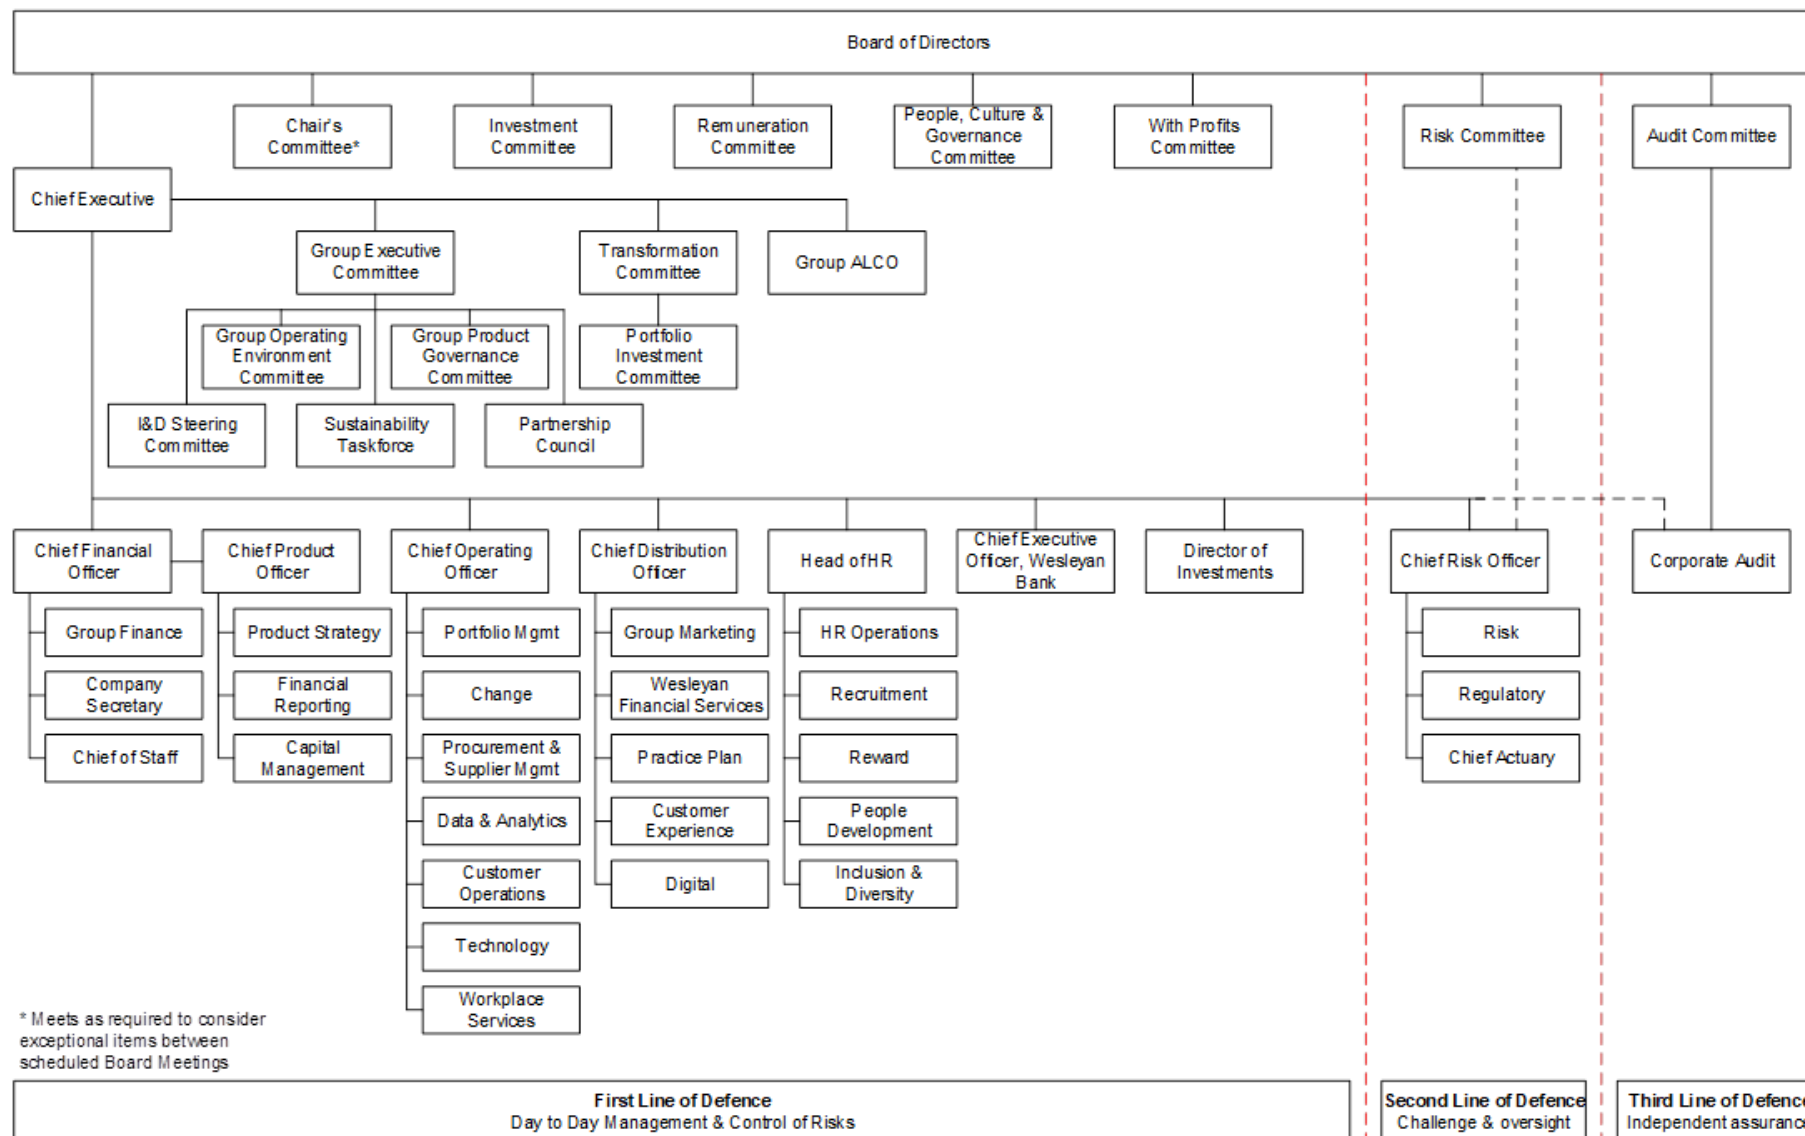 Board of Directors
Chair's
Committee*
Investment
Committee
Remuneration
Committee
People, Culture &
Governance
Committee
With Profits
Committee
Risk Committee
Audit Committee
Chief Executive
Group Executive
Committee
Transformation
Committee
Group ALCO
Group Operating
Environment
Committee
Group Product
Governance
Committee
Portfolio
Investment
Committee
I&D Steering
Committee
Sustainability
Taskforce
Partnership
Council
Chief Financial
Officer
Chief Product
Officer
Chief Operating
Officer
Chief Distribution
Officer
Head of HR
Chief Executive
Officer, Wesleyan
Bank
Director of
Investments
Chief Risk Officer
Corporate Audit
Group Finance
Company
Secretary
Chief of Staff
Product Strategy
Financial
Reporting
Capital
Management
Portfolio Mgmt
Change
Procurement &
Supplier Mgmt
Data & Analytics
Customer
Operations
Technology
Workplace
Services
Group Marketing
Wesleyan
Financial Services
Practice Plan
Customer
Experience
Digital
HR Operations
Recruitment
Reward
People
Development
Inclusion &
Diversity
Risk
Regulatory
Chief Actuary
* Meets as required to consider
exceptional items between
scheduled Board Meetings
First Line of Defence
Day to Day Management & Control of Risks
Second Line of Defence
Challenge & oversight
Third Line of Defence
Independent assurance